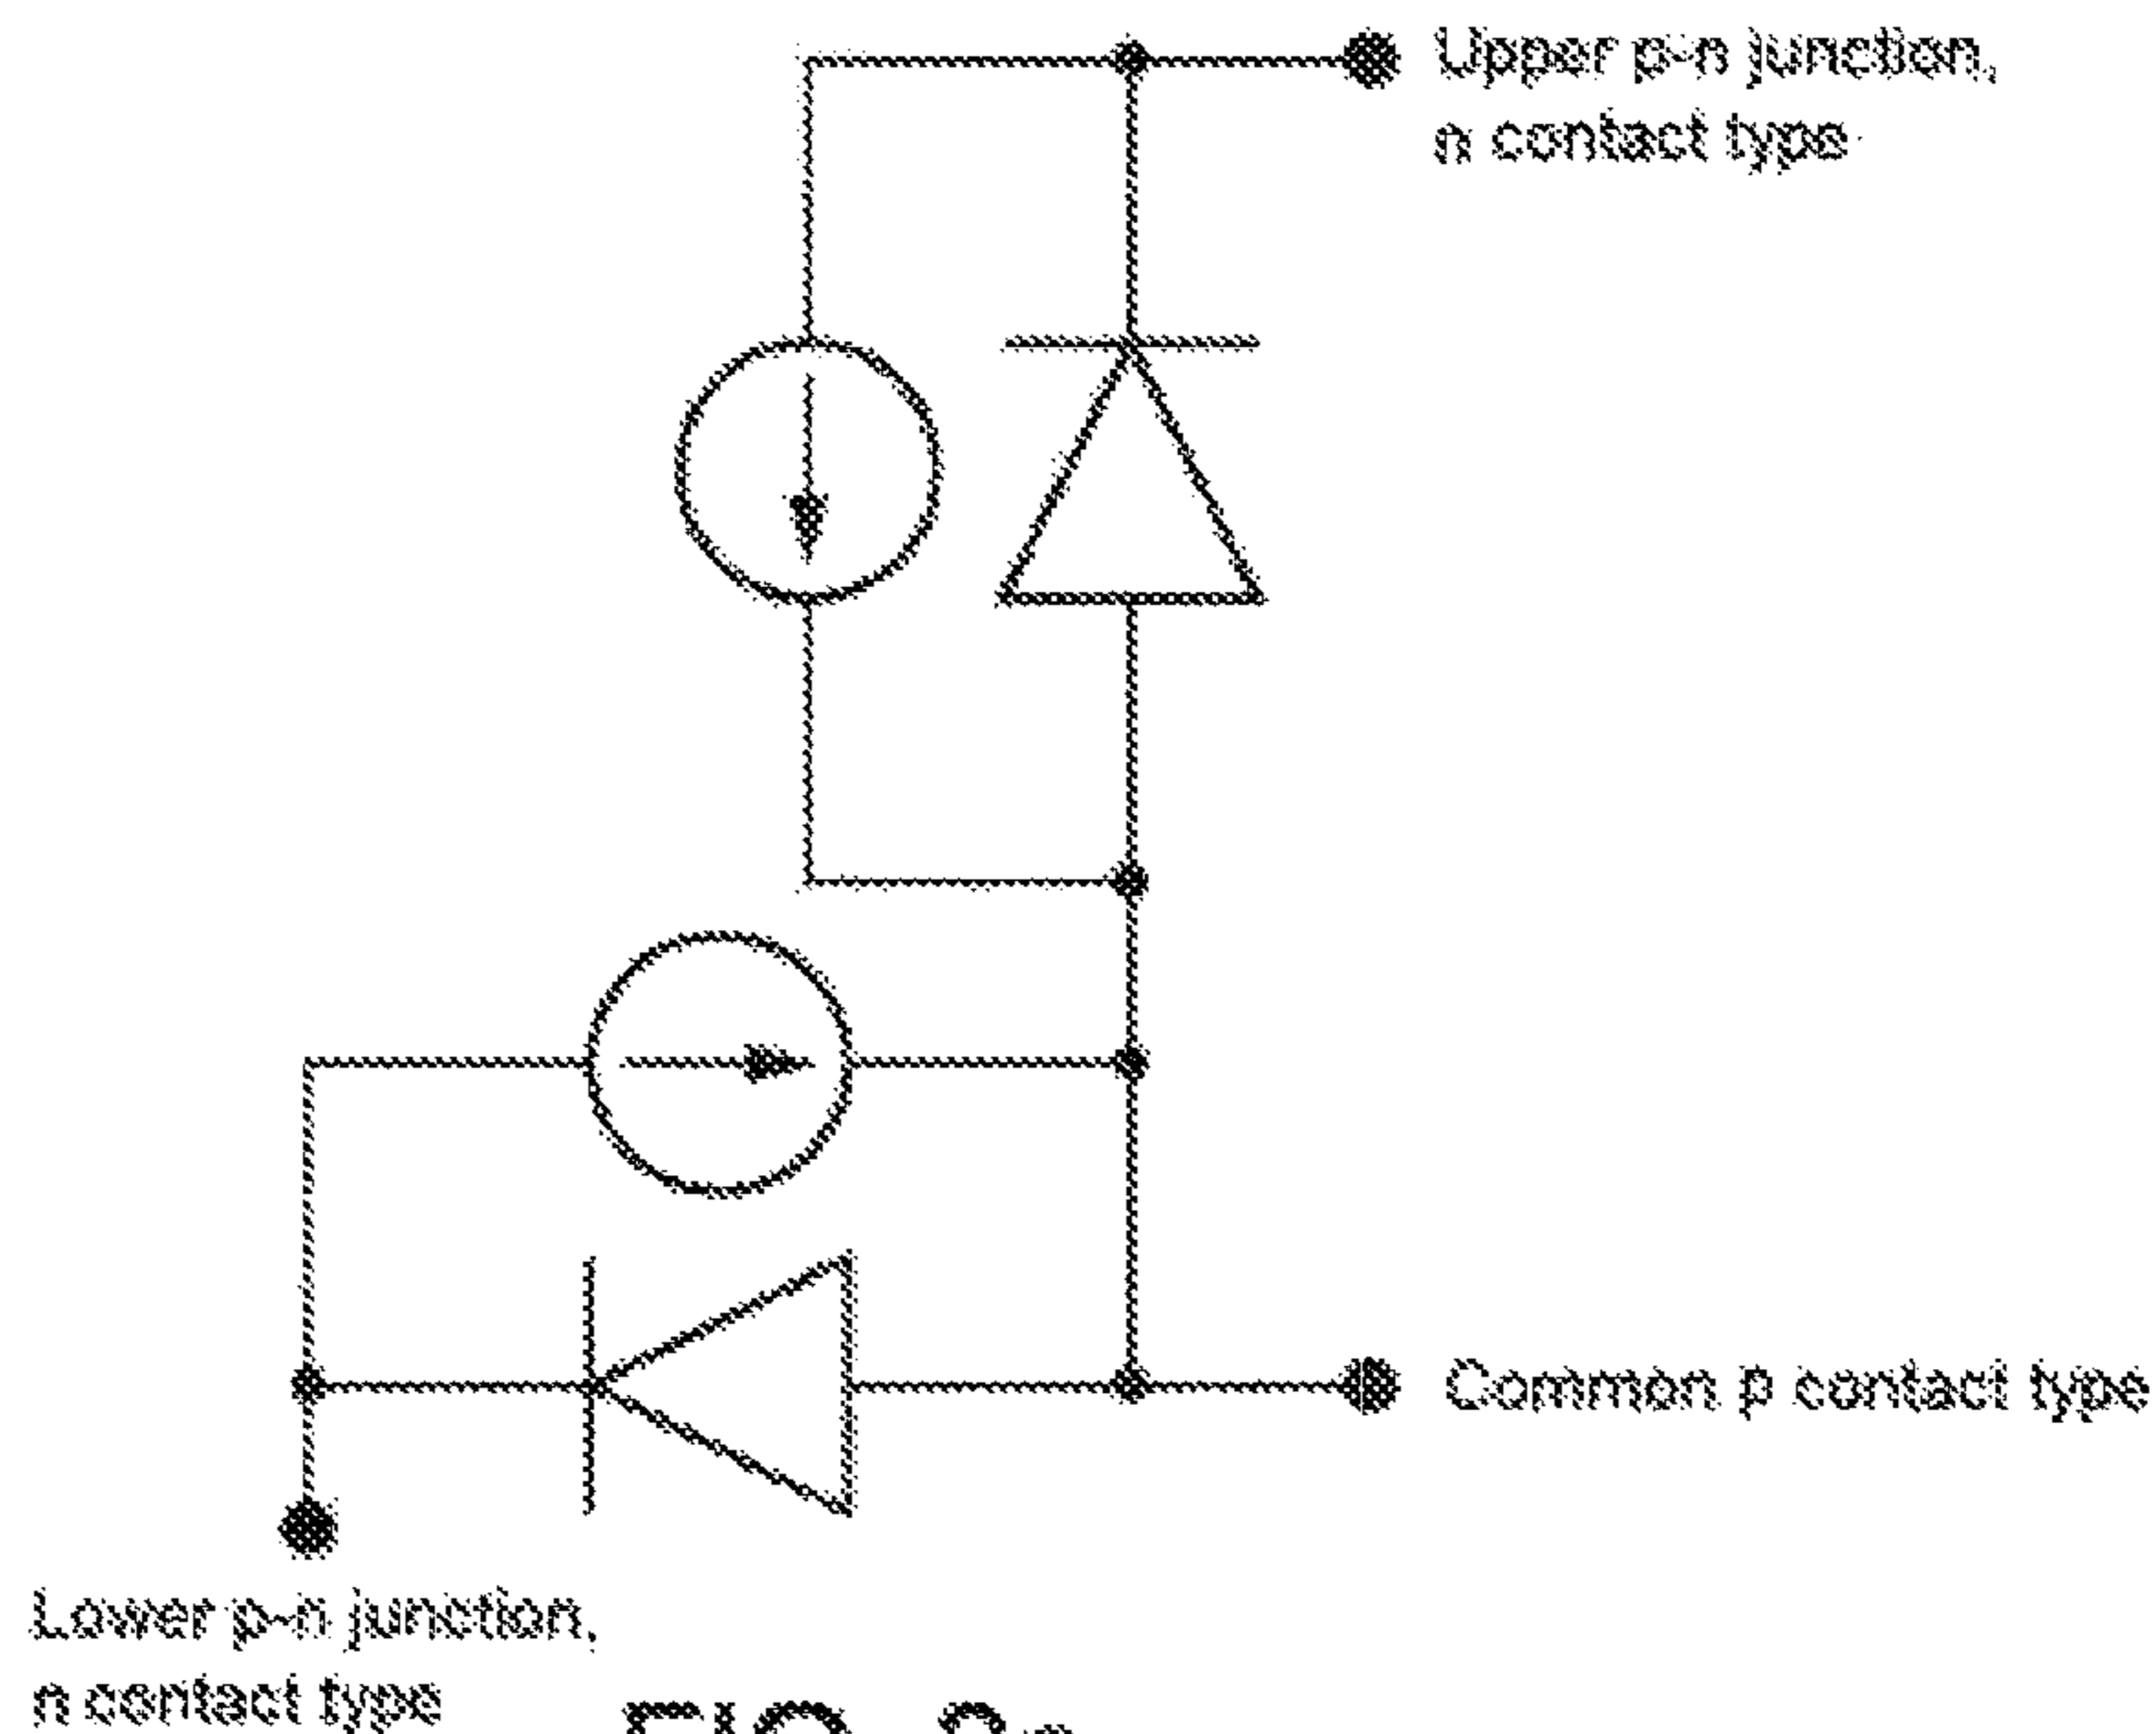 Upper p-n junction,
n contact type
Common p contact type
Lower p-n junction,
n contact type